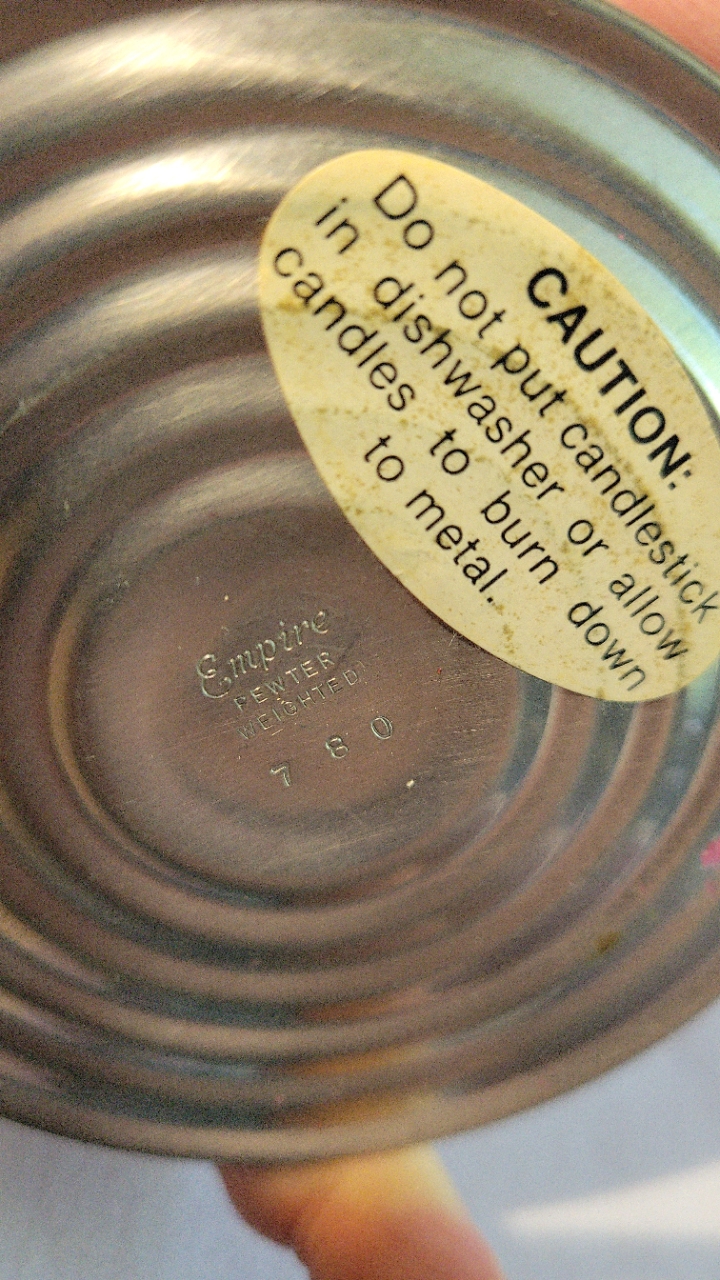 CAUTION:
Do not put candlestick
in dishwasher or allow
candles to burn down
to metal.
Empire
PEWTER
WEIGHTED
780